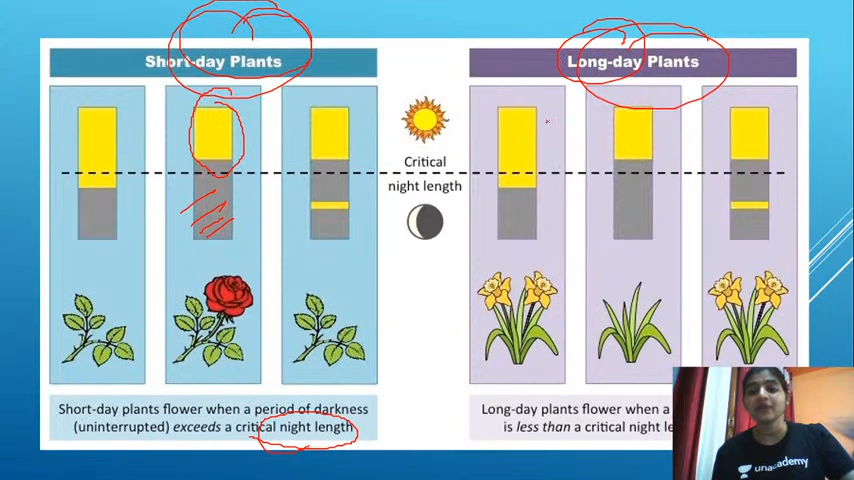 Short-day Plants
Long-day Plants
Critical
night length
Short-day plants flower when a period of darkness
(uninterrupted) exceeds a critical night length
Long-day plants flower when a
is less than a critical night le
unacademy